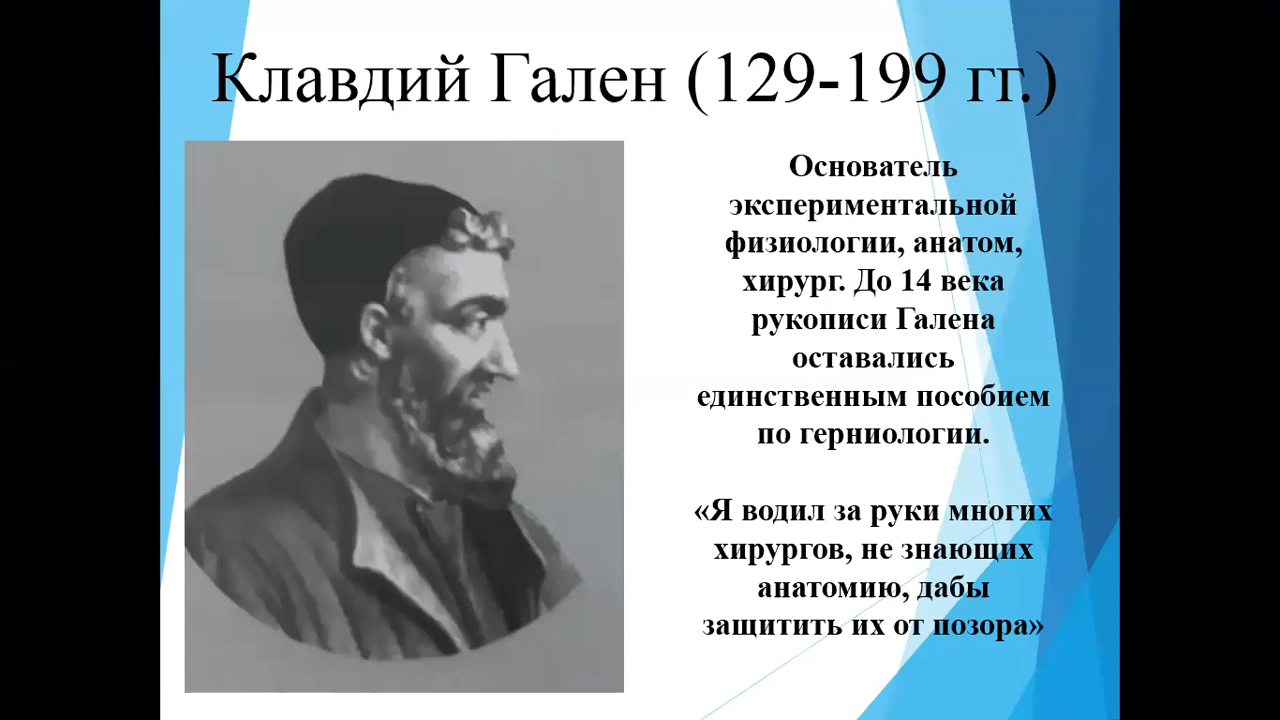 Клавдий Гален (129-199 гг.)
Основатель
экспериментальной
физиологии, анатом,
хирург. До 14 века
рукописи Галена
оставались
единственным пособием
по герниологии.
«Я водил за руки многих
хирургов, не знающих
анатомию, дабы
защитить их от позора»